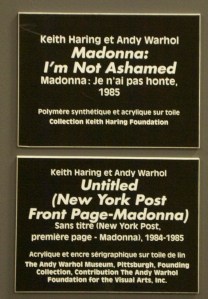 Keith Haring et Andy Warhol
Madonna:
I'm Not Ashamed
Madonna: Je n'ai pas honte,
1985
Polymère synthétique et acrylique sur toile
Collection Keith Haring Foundation
Keith Haring et Andy Warhol
Untitled
(New York Post
Front Page-Madonna)
Sans titre (New York Post,
première page - Madonna), 1984-1985
Acrylique et encre sérigraphique sur toile de lin
The Andy Warhol Museum, Pittsburgh, Founding
Collection, Contribution The Andy Warhol
Foundation for the Visual Arts, Inc.